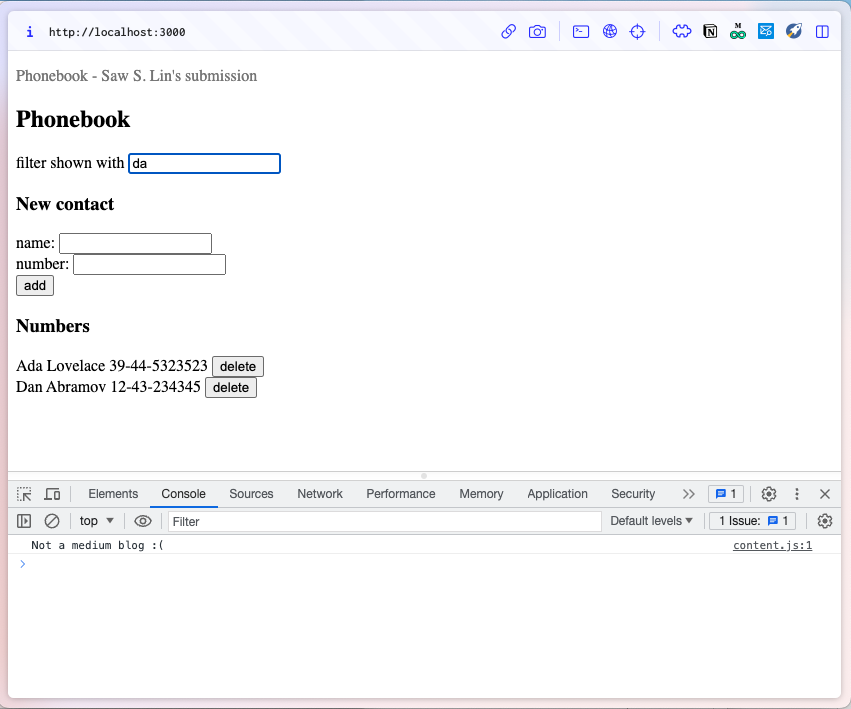 i http://localhost:3000 N M
Phonebook - Saw S. Lin's submission
Phonebook
filter shown with da
New contact
name:
number:
add
Numbers
Ada Lovelace 39-44-5323523 delete
Dan Abramov 12-43-234345 delete
Elements Console Sources Network Performance Memory Application Security 1
top Filter Default levels 1 Issue: 1
Not a medium blog :( content.js:1